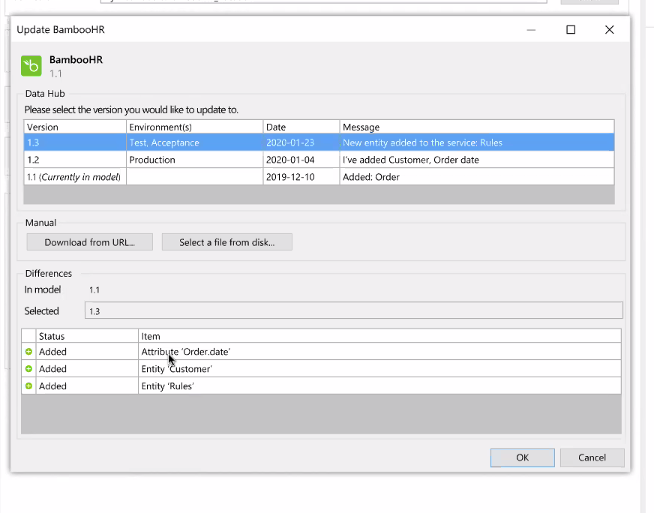 Update BambooHR
BambooHR
1.1
Data Hub
Please select the version you would like to update to.
Version Environment(s) Date Message
1.3 Test, Acceptance 2020-01-23 New entity added to the service: Rules
1.2 Production 2020-01-04 I've added Customer, Order date
1.1 (Currently in model) 2019-12-10 Added: Order
Manual
Download from URL... Select a file from disk...
Differences
In model 1.1
Selected 1.3
Status Item
Added Attribute 'Order.date'
Added Entity 'Customer'
Added Entity 'Rules'
OK Cancel